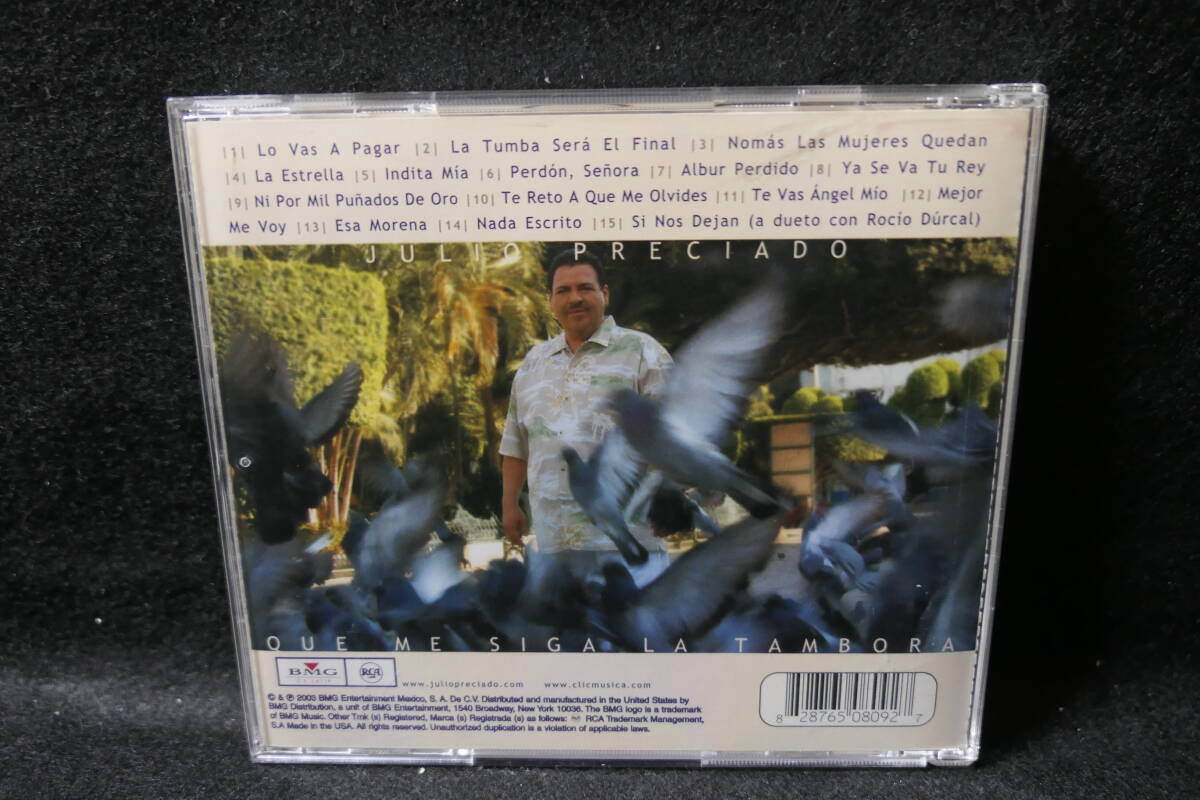 |1| Lo Vas A Pagar |2| La Tumba Será El Final |3| Nomás Las Mujeres Quedan
|4| La Estrella |5| Indita Mía |6| Perdón, Señora |7| Albur Perdido |8| Ya Se Va Tu Rey
|9| Ni Por Mil Puñados De Oro |10| Te Reto A Que Me Olvides |11| Te Vas Ángel Mío |12| Mejor
Me Voy |13| Esa Morena |14| Nada Escrito |15| Si Nos Dejan (a dueto con Rocío Dúrcal)
JULIO PRECIADO
QUE ME SIGA LA TAMBORA
BMG
RCA
www.juliopreciado.com www.clicmusica.com
© & ℗ 2003 BMG Entertainment Mexico, S. A. De C.V. Distributed and manufactured in the United States by
BMG Distribution, a unit of BMG Entertainment, 1540 Broadway, New York 10036. The BMG logo is a trademark
of BMG Music. Other Tmk (s) Registered, Marca (s) Registrada (s) as follows: RCA Trademark Management,
S.A Made in the USA. All rights reserved. Unauthorized duplication is a violation of applicable laws.
8 28765 08092 7